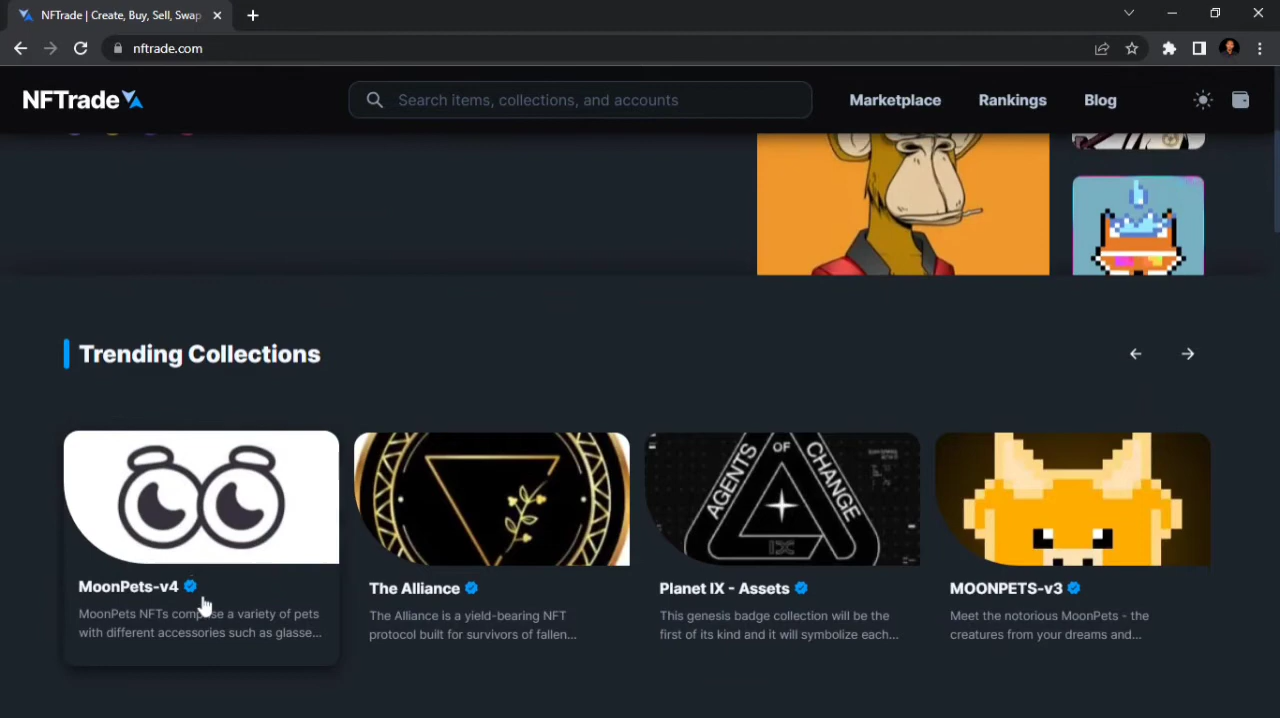 NFTrade | Create, Buy, Sell, Swap
nftrade.com
NFTrade
Search items, collections, and accounts
Marketplace
Rankings
Blog
Trending Collections
AGENTS OF CHANGE
IX
MoonPets-v4
MoonPets NFTs comprise a variety of pets
with different accessories such as glasse...
The Alliance
The Alliance is a yield-bearing NFT
protocol built for survivors of fallen...
Planet IX - Assets
This genesis badge collection will be the
first of its kind and it will symbolize each...
MOONPETS-v3
Meet the notorious MoonPets - the
creatures from your dreams and...